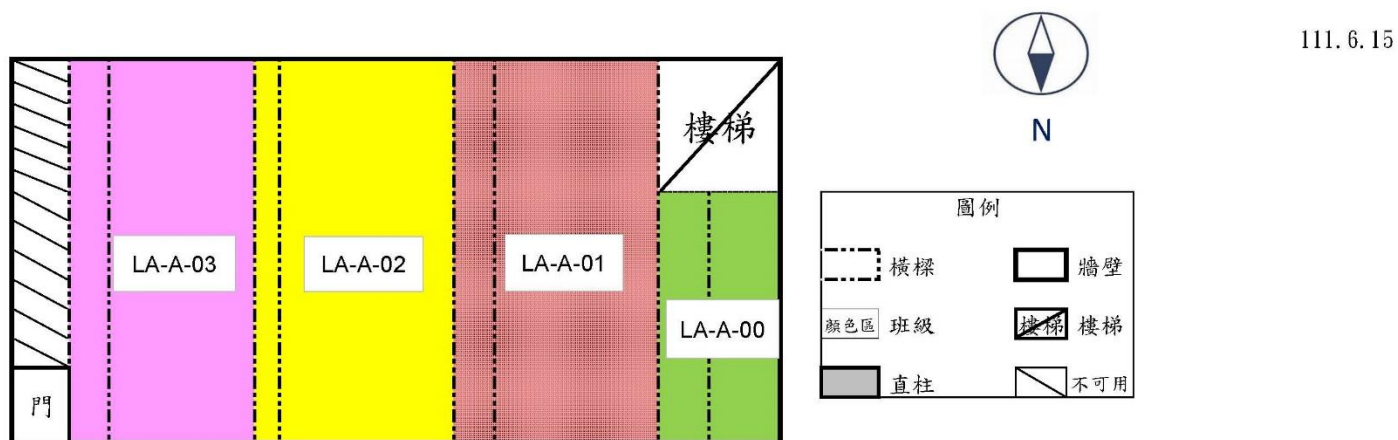 111.6.15
N
樓梯
LA-A-03
LA-A-02
LA-A-01
LA-A-00
門
圖例
橫樑
牆壁
顏色區 班級
樓梯 樓梯
直柱
不可用